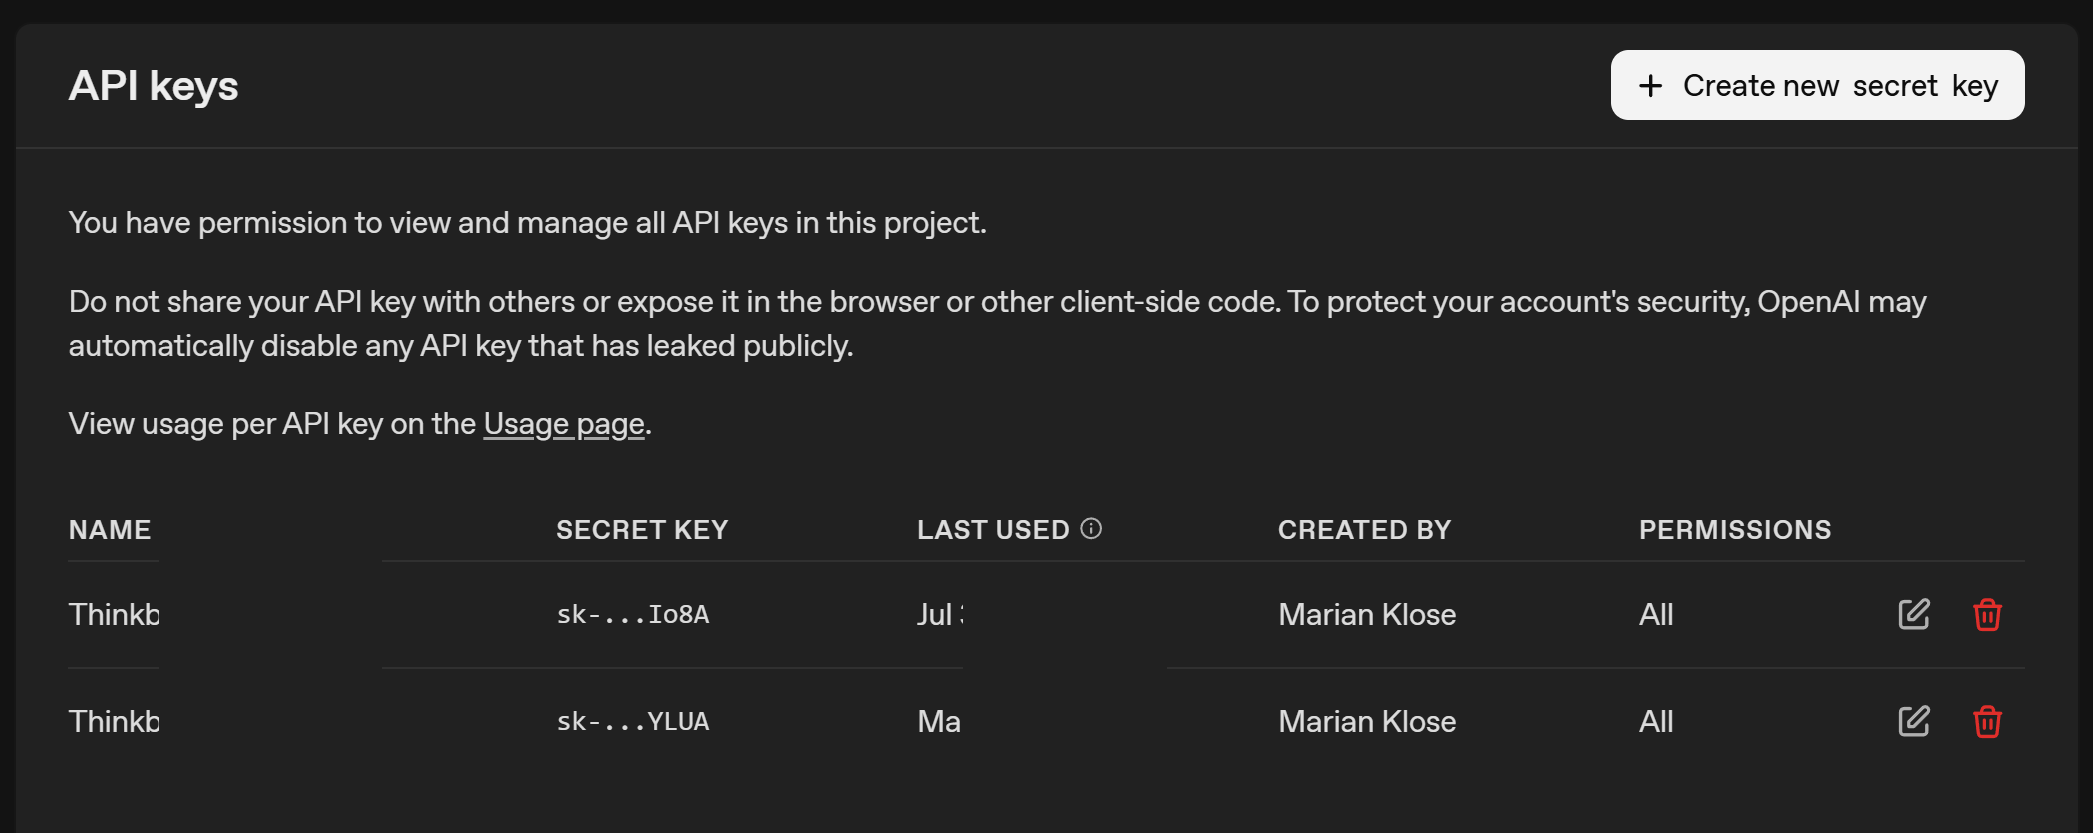 API keys
+ Create new secret key
You have permission to view and manage all API keys in this project.
Do not share your API key with others or expose it in the browser or other client-side code. To protect your account's security, OpenAI may
automatically disable any API key that has leaked publicly.
View usage per API key on the Usage page.
NAME SECRET KEY LAST USED CREATED BY PERMISSIONS
Thinkb sk-...Io8A Jul Marian Klose All
Thinkb sk-...YLUA Ma Marian Klose All